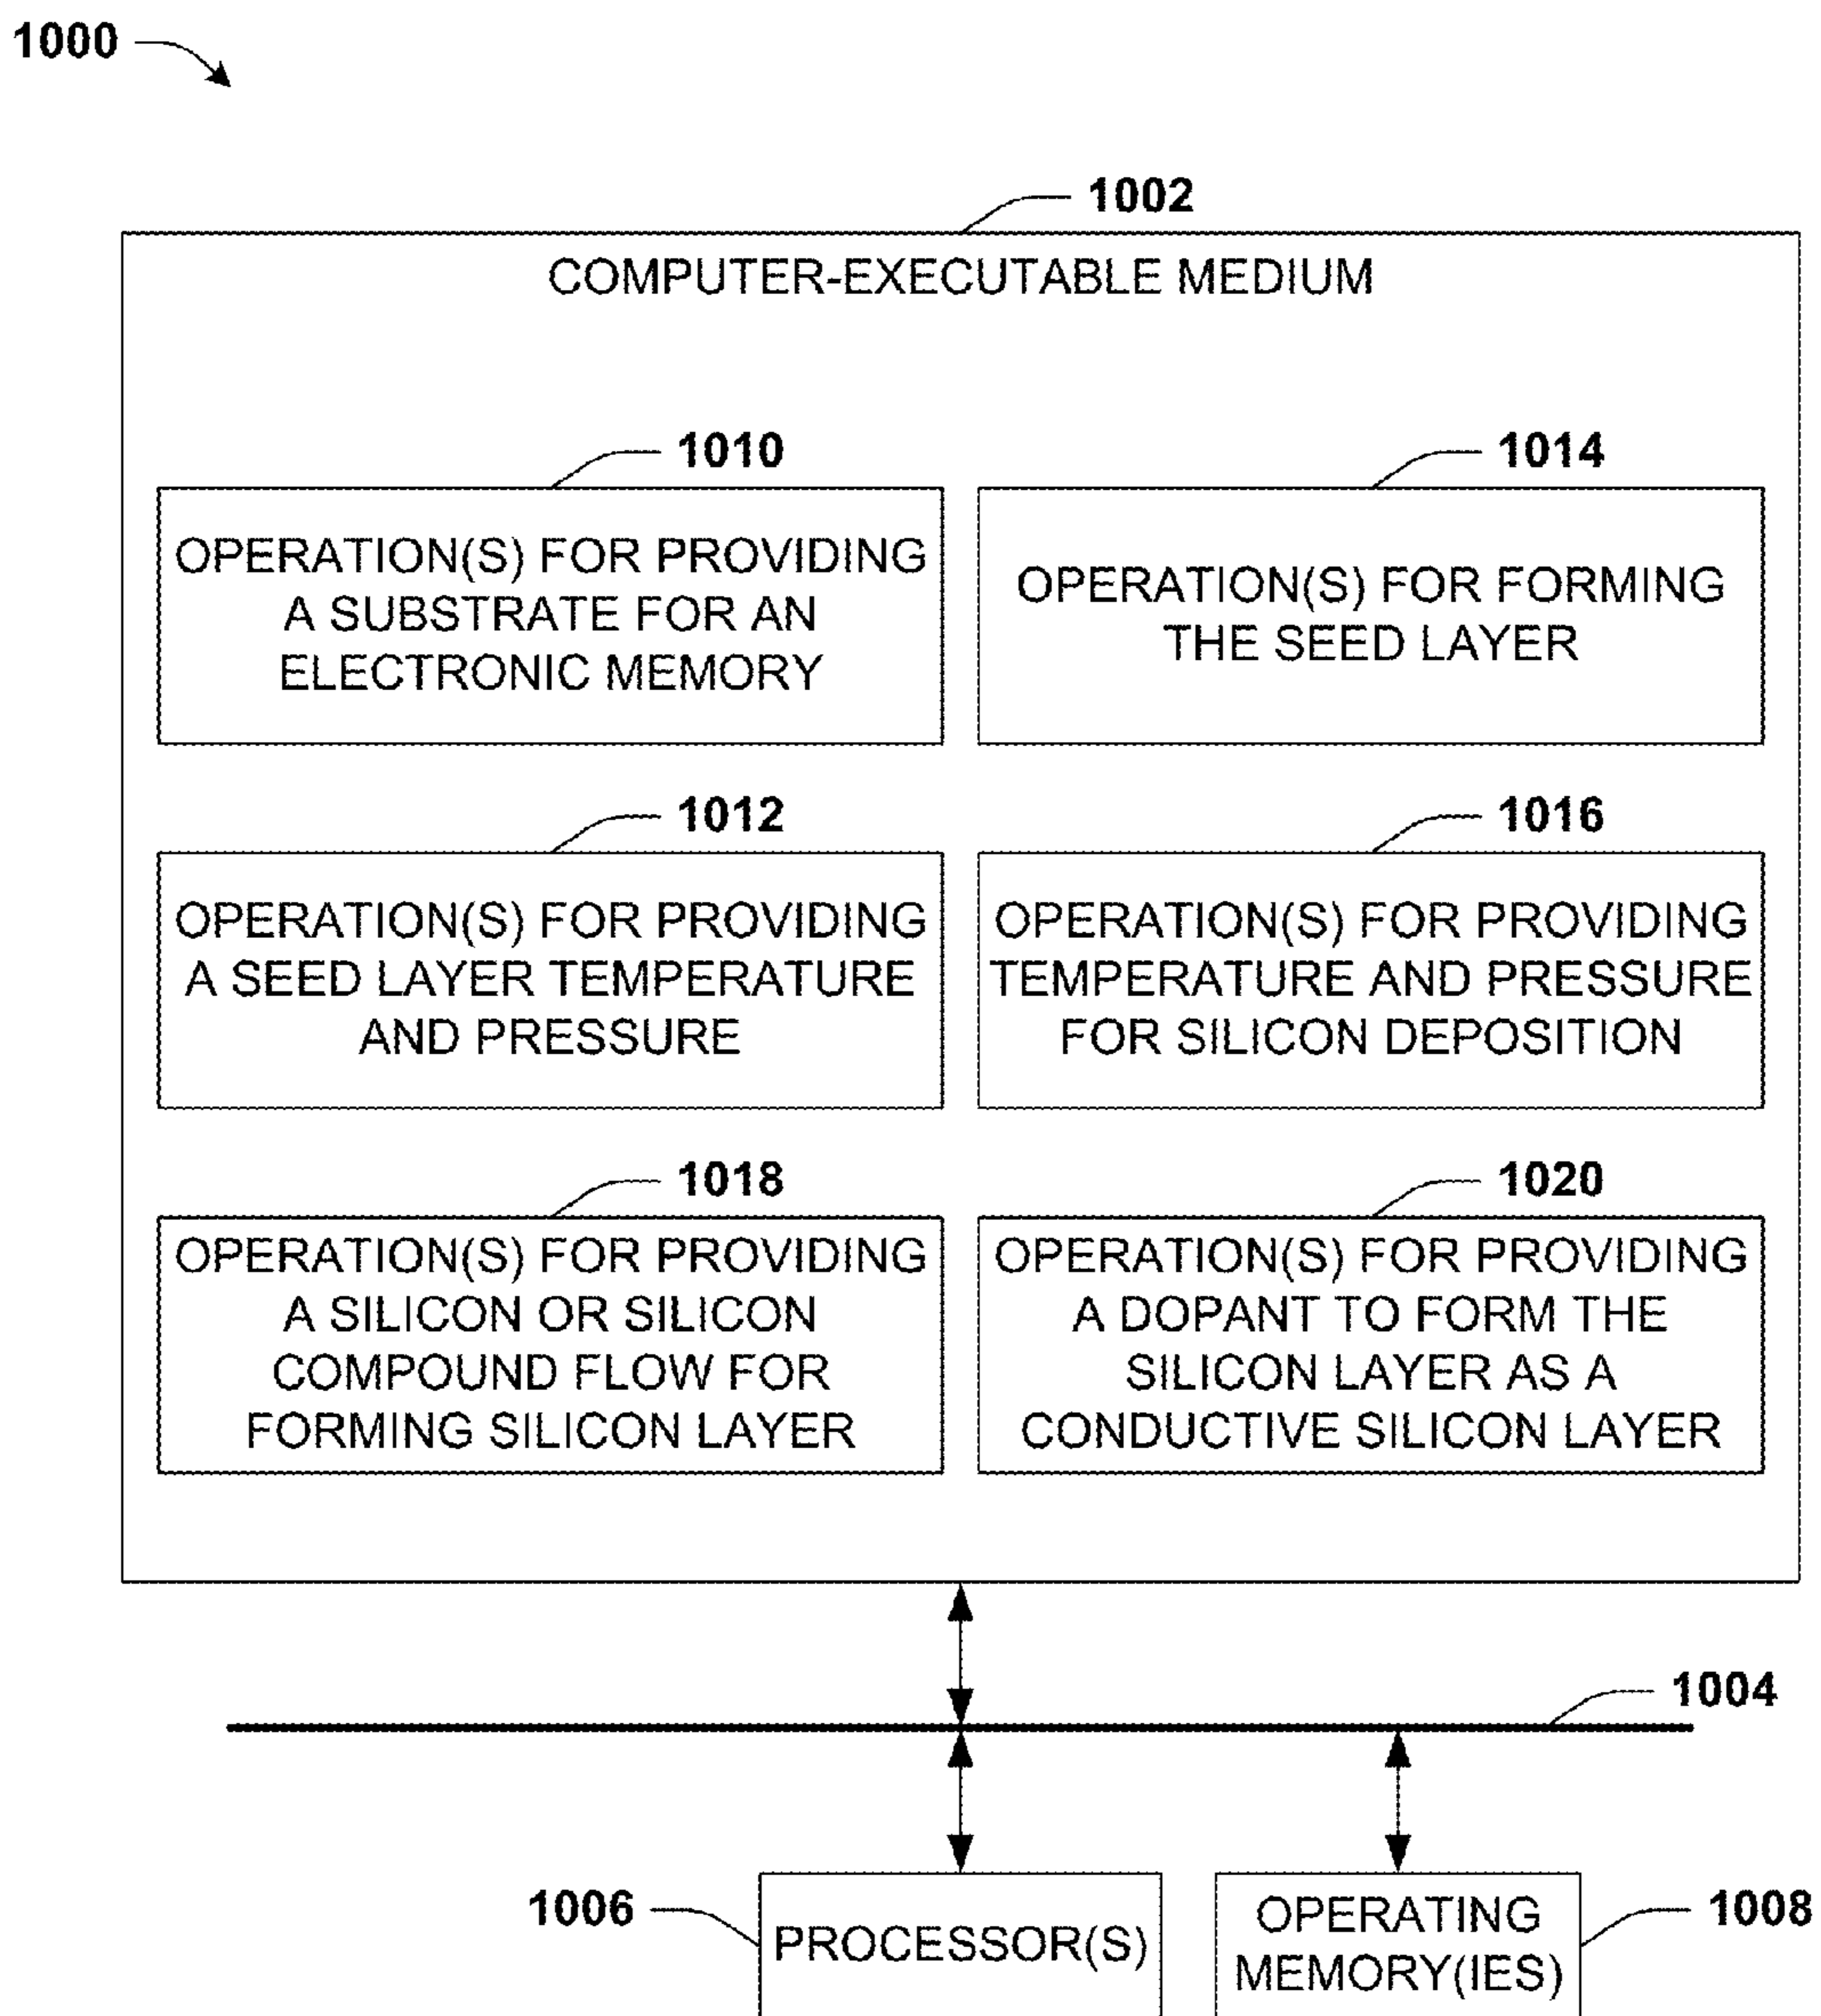 1000
1002
COMPUTER-EXECUTABLE MEDIUM
1010
OPERATION(S) FOR PROVIDING
A SUBSTRATE FOR AN
ELECTRONIC MEMORY
1014
OPERATION(S) FOR FORMING
THE SEED LAYER
1012
OPERATION(S) FOR PROVIDING
A SEED LAYER TEMPERATURE
AND PRESSURE
1016
OPERATION(S) FOR PROVIDING
TEMPERATURE AND PRESSURE
FOR SILICON DEPOSITION
1018
OPERATION(S) FOR PROVIDING
A SILICON OR SILICON
COMPOUND FLOW FOR
FORMING SILICON LAYER
1020
OPERATION(S) FOR PROVIDING
A DOPANT TO FORM THE
SILICON LAYER AS A
CONDUCTIVE SILICON LAYER
1004
1006
PROCESSOR(S)
OPERATING
MEMORY(IES)
1008